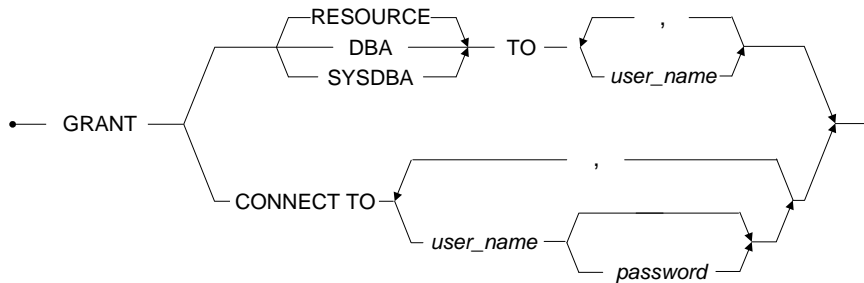 RESOURCE
DBA
SYSDBA
TO
,
user_name
GRANT
CONNECT TO
,
user_name
password